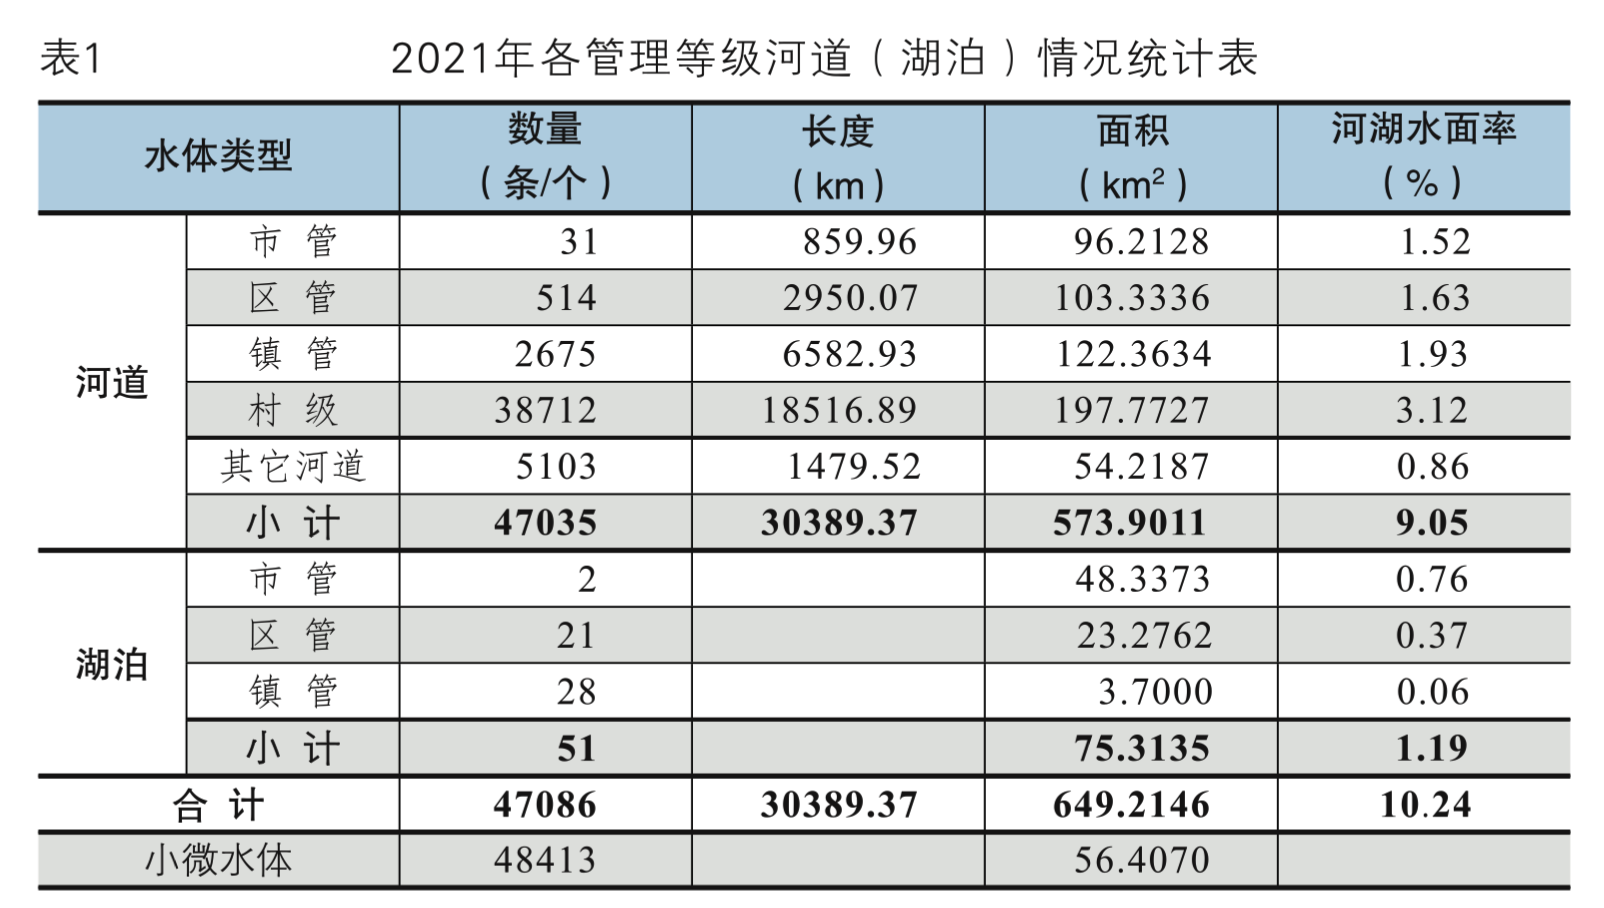 表1 2021年各管理等级河道（湖泊）情况统计表
水体类型 数量（条/个） 长度（km） 面积（km²） 河湖水面率（%）
河道
市管 31 859.96 96.2128 1.52
区管 514 2950.07 103.3336 1.63
镇管 2675 6582.93 122.3634 1.93
村级 38712 18516.89 197.7727 3.12
其它河道 5103 1479.52 54.2187 0.86
小计 47035 30389.37 573.9011 9.05
湖泊
市管 2 48.3373 0.76
区管 21 23.2762 0.37
镇管 28 3.7000 0.06
小计 51 75.3135 1.19
合计 47086 30389.37 649.2146 10.24
小微水体 48413 56.4070